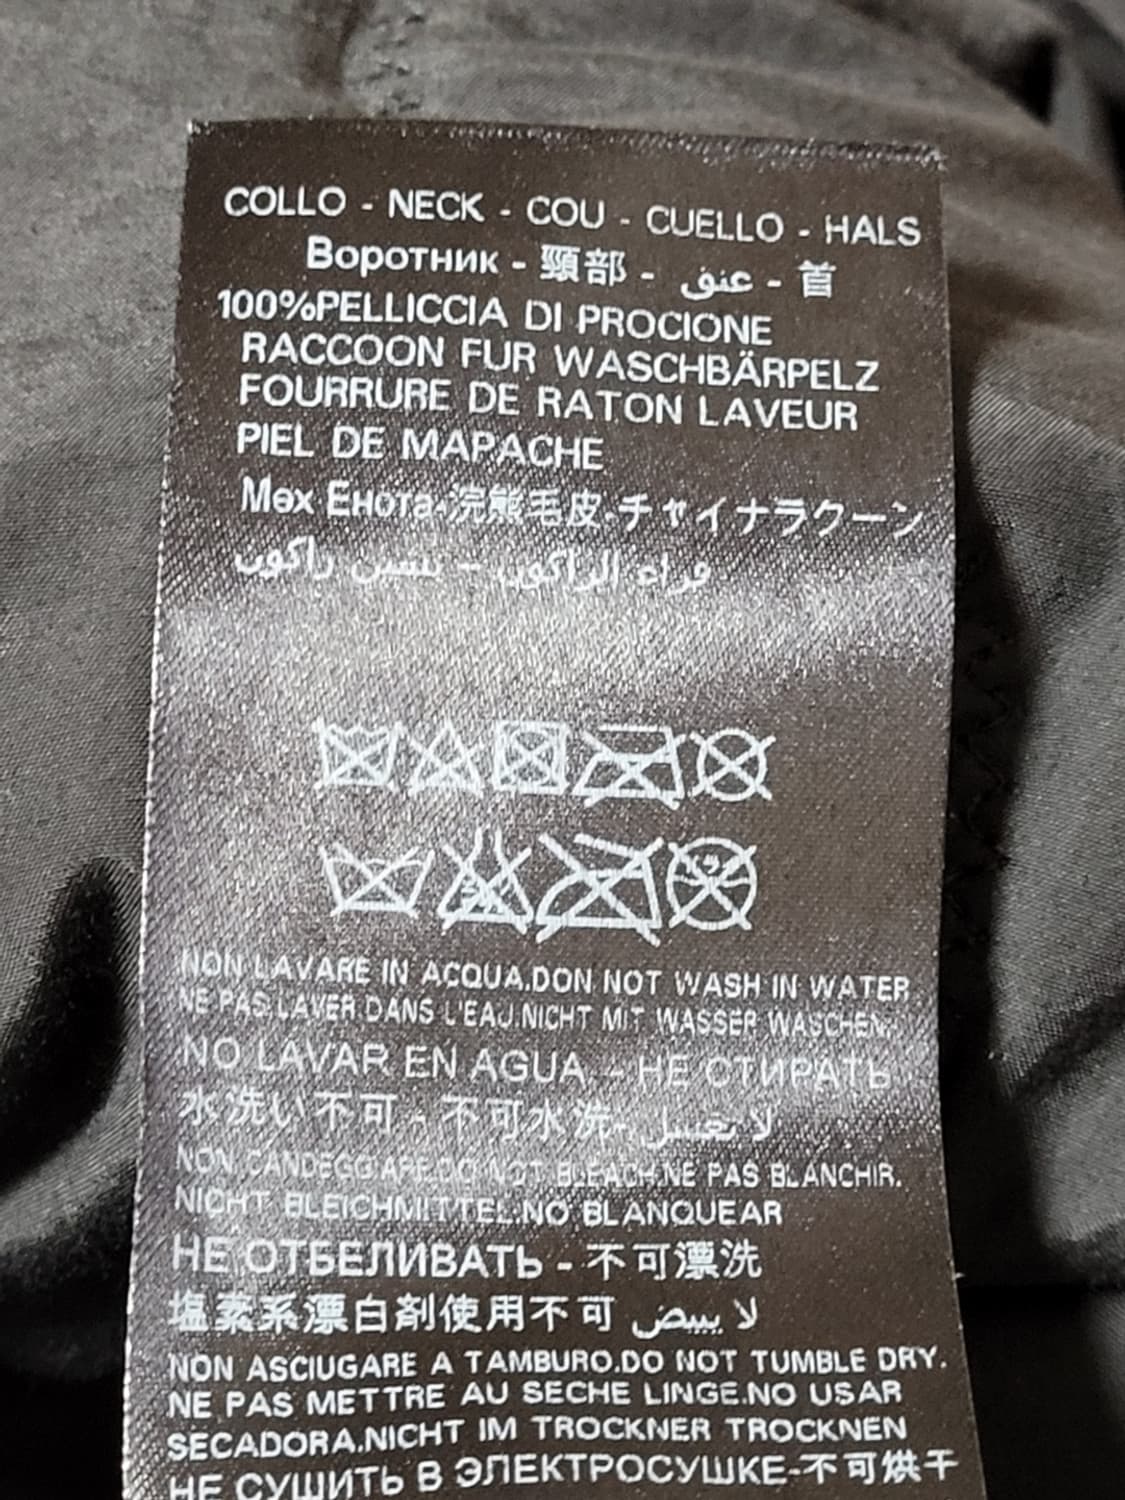 COLLO - NECK - COU - CUELLO - HALS
Воротник - 頸部 - عنق - 首
100%PELLICCIA DI PROCIONE
RACCOON FUR WASCHBÄRPELZ
FOURRURE DE RATON LAVEUR
PIEL DE MAPACHE
Мөх Енота-浣熊毛皮-チャイナラクーン
فراء الراكون -
NON LAVARE IN ACQUA.DON NOT WASH IN WATER
NE PAS LAVER DANS L'EAU.NICHT MIT WASSER WASCHEN.
NO LAVAR EN AGUA - НЕ СТИРАТЬ
水洗い不可 - 不可水洗- لا تغسل
NON CANDEGGIARE.DO NOT BLEACH.NE PAS BLANCHIR.
NICHT BLEICHMITTEL.NO BLANQUEAR
НЕ ОТБЕЛИВАТЬ - 不可漂洗
塩素系漂白剤使用不可 لا يبيض
NON ASCIUGARE A TAMBURO.DO NOT TUMBLE DRY.
NE PAS METTRE AU SECHE LINGE.NO USAR
SECADORA.NICHT IM TROCKNER TROCKNEN
НЕ СУШИТЬ В ЭЛЕКТРОСУШКЕ-不可烘干